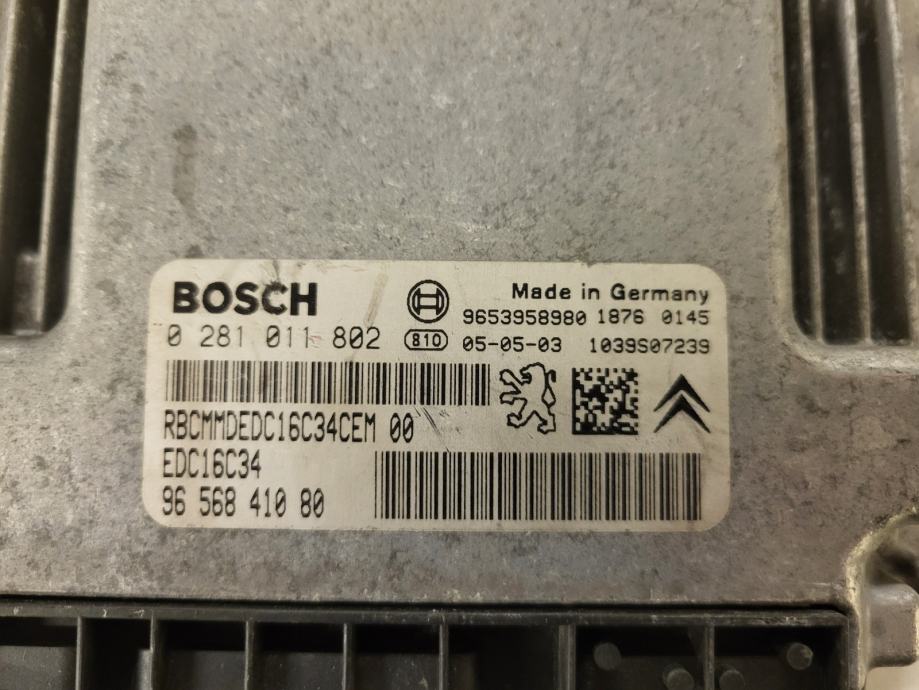 BOSCH
Made in Germany
9653958980 1876 0145
0 281 011 802
810
05-05-03 1039S07239
RBCMMDEDC16C34CEM 00
EDC16C34
96 568 410 80